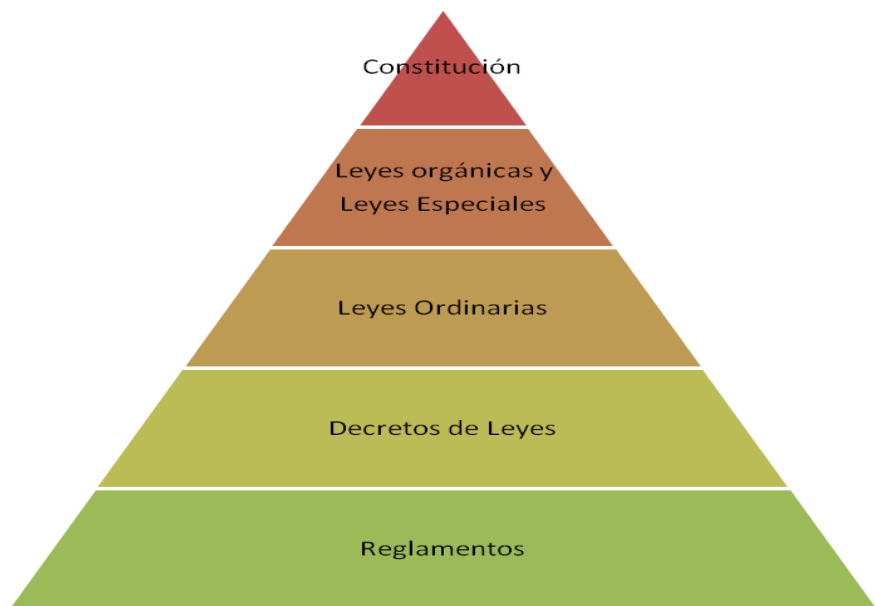 Constitución
Leyes orgánicas y
Leyes Especiales
Leyes Ordinarias
Decretos de Leyes
Reglamentos